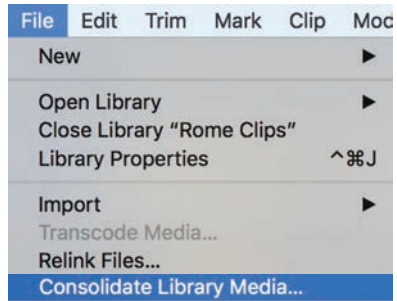 File Edit Trim Mark Clip Mod
New ▶
Open Library ▶
Close Library “Rome Clips”
Library Properties ^⌘J
Import ▶
Transcode Media...
Relink Files...
Consolidate Library Media...